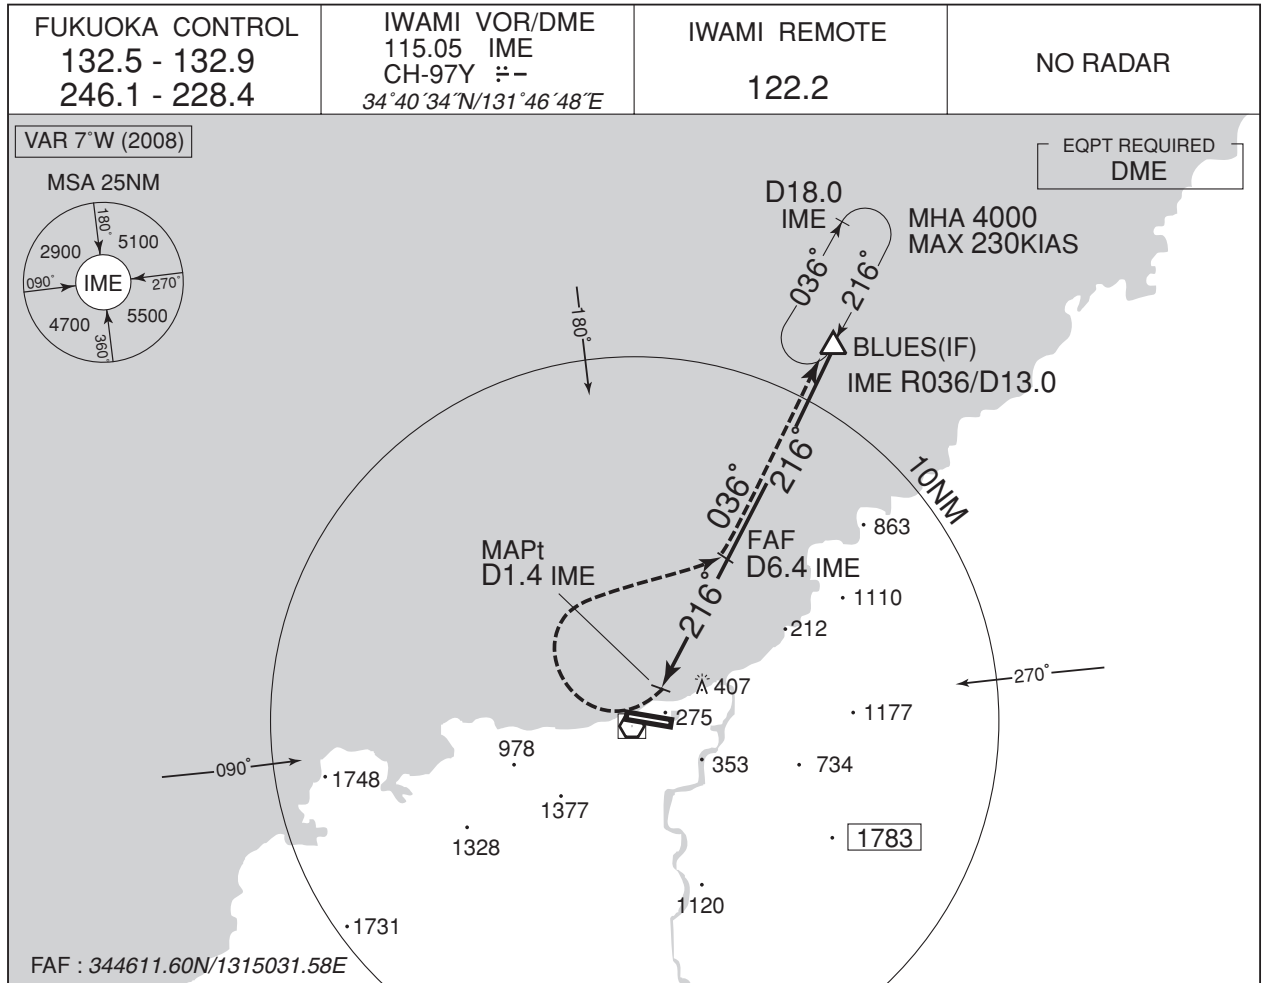 FUKUOKA CONTROL
132.5 - 132.9
246.1 - 228.4
IWAMI VOR/DME
115.05 IME
CH-97Y
34˚40´34˝N/131˚46´48˝E
IWAMI REMOTE
122.2
NO RADAR
VAR 7˚W (2008)
MSA 25NM
180˚
2900
5100
090˚
IME
270˚
4700
5500
360˚
EQPT REQUIRED
DME
D18.0
IME
MHA 4000
MAX 230KIAS
036˚
216˚
BLUES(IF)
IME R036/D13.0
180˚
216˚
036˚
10NM
863
MAPt
D1.4 IME
FAF
D6.4 IME
216˚
1110
212
270˚
407
275
1177
978
353
734
090˚
1748
1377
1328
1783
1120
1731
FAF : 344611.60N/1315031.58E